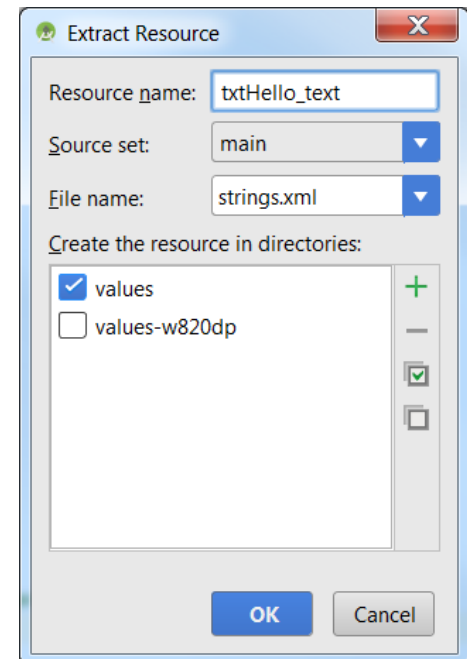 Extract Resource
Resource name: txtHello_text
Source set: main
File name: strings.xml
Create the resource in directories:
values
values-w820dp
OK Cancel